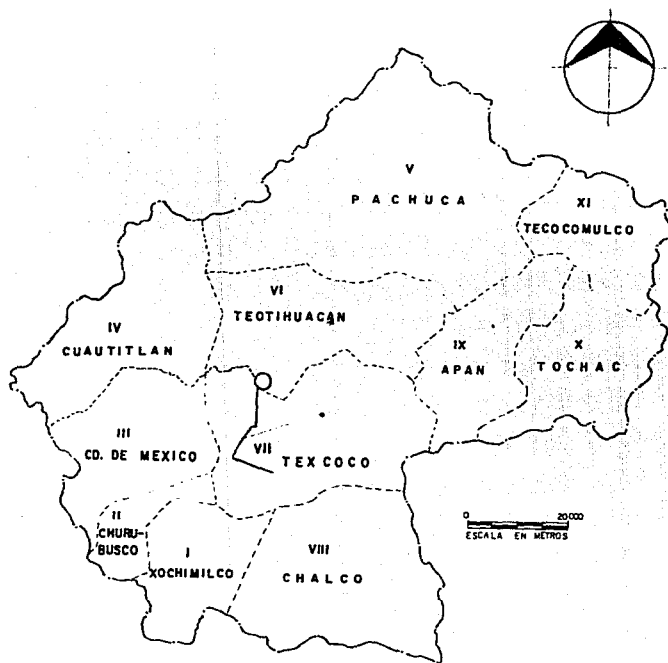 V
PACHUCA
XI
TECOCOMULCO
VI
TEOTIHUACAN
IV
CUAUTITLAN
IX
APAN
X
TOCHAC
III
CD. DE MEXICO
VII
TEXCOCO
II
CHURU-
BUSCO
I
XOCHIMILCO
VIII
CHALCO
0 20000
ESCALA EN METROS